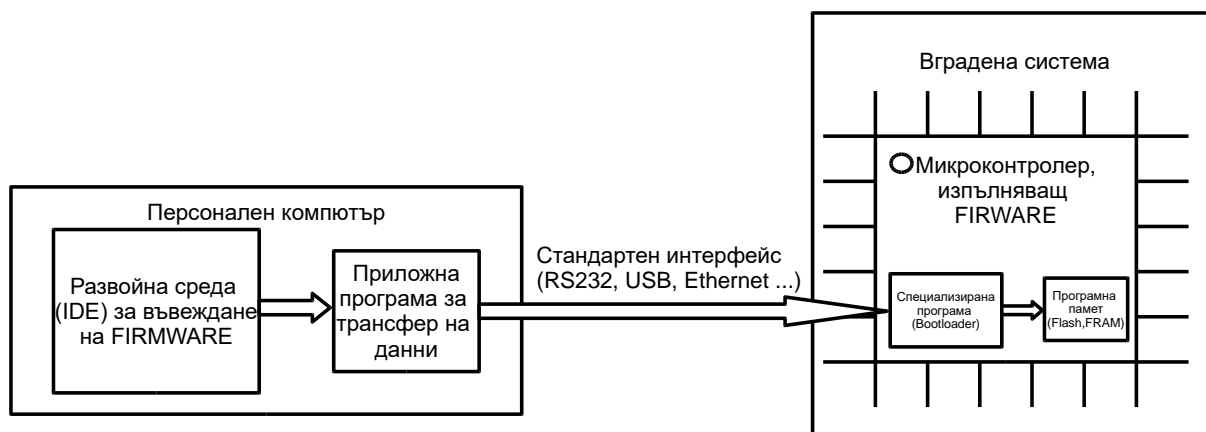 Вградена система
Микроконтролер,
изпълняващ
FIRWARE
Персонален компютър
Развойна среда
(IDE) за въвеждане
на FIRMWARE
Приложна
програма за
трансфер на
данни
Стандартен интерфейс
(RS232, USB, Ethernet ...)
Специализирана
програма
(Bootloader)
Програмна
памет
(Flash,FRAM)